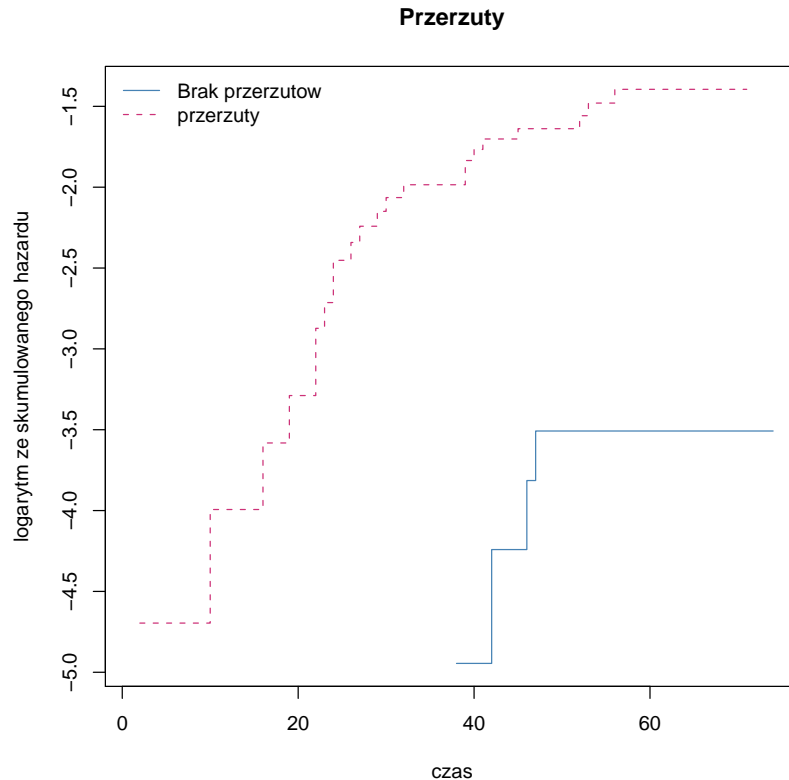 Przerzuty
Brak przerzutow
przerzuty
logarytm ze skumulowanego hazardu
−1.5
−2.0
−2.5
−3.0
−3.5
−4.0
−4.5
−5.0
0
20
40
60
czas